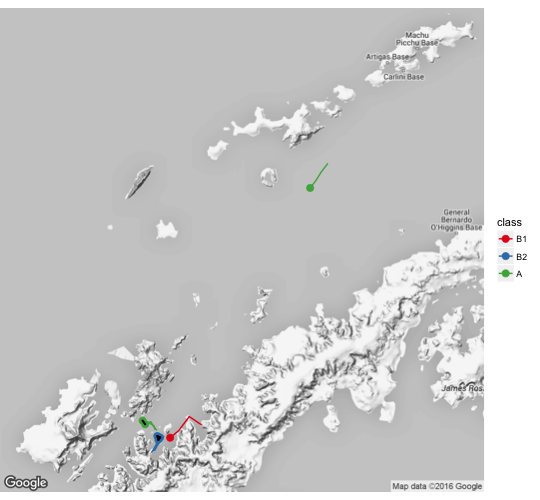 Machu
Picchu Base
Artigas Base
Carlini Base
General
Bernardo
O'Higgins Base
class
B1
B2
A
James Ros
Google
Map data ©2016 Google